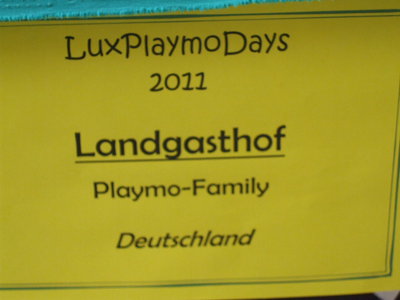 LuxPlaymoDays
2011
Landgasthof
Playmo-Family
Deutschland